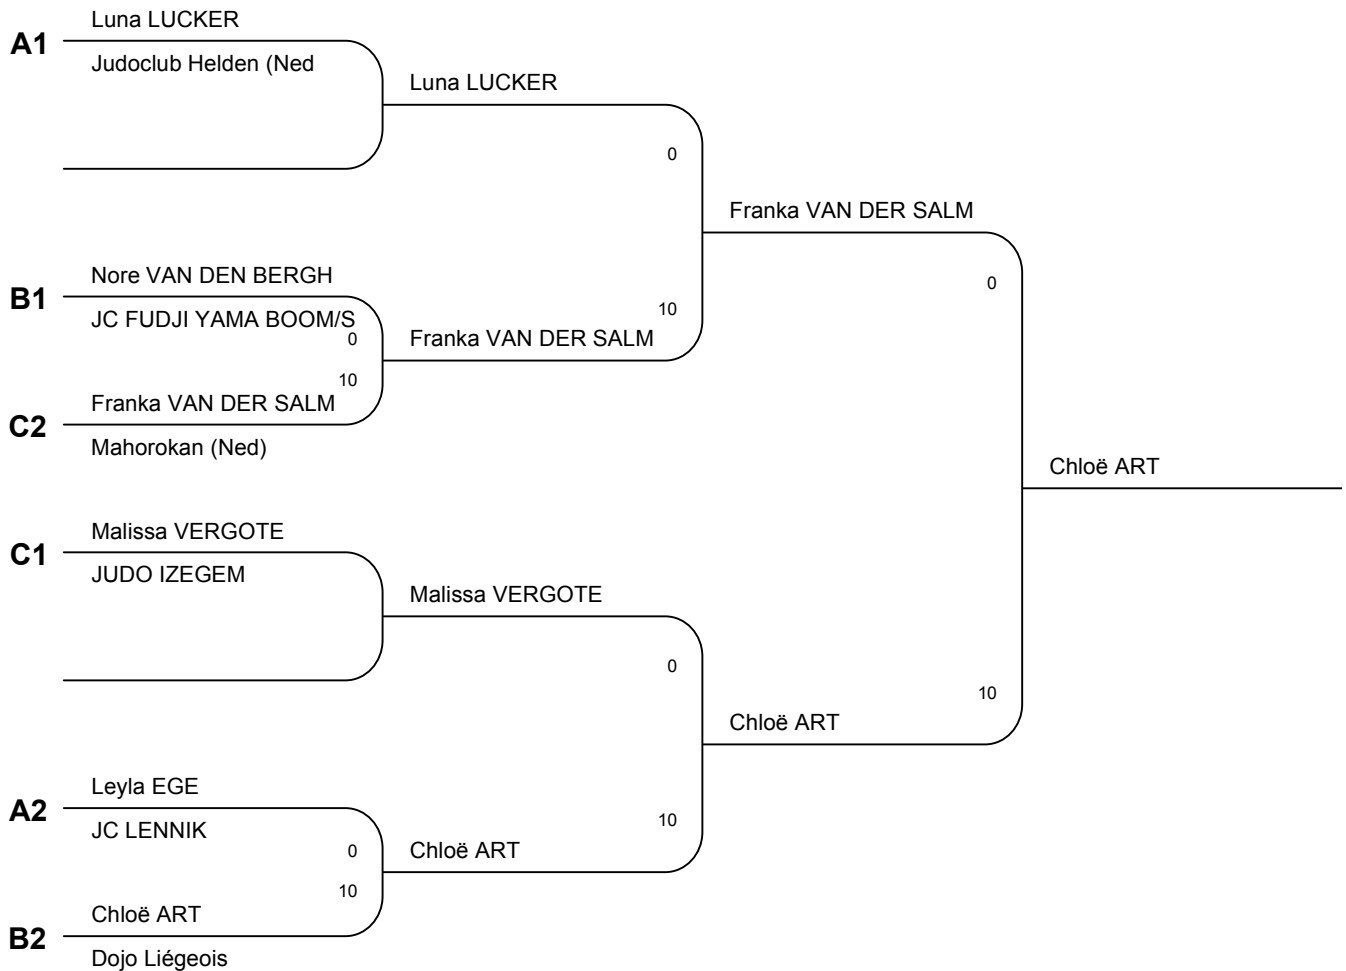 Luna LUCKER
A1
Judoclub Helden (Ned
Luna LUCKER
0
Franka VAN DER SALM
Nore VAN DEN BERGH
0
B1
10
JC FUDJI YAMA BOOM/S
0
Franka VAN DER SALM
10
Franka VAN DER SALM
C2
Mahorokan (Ned)
Chloë ART
Malissa VERGOTE
C1
JUDO IZEGEM
Malissa VERGOTE
0
10
Chloë ART
Leyla EGE
A2
10
JC LENNIK
0
Chloë ART
10
Chloë ART
B2
Dojo Liégeois